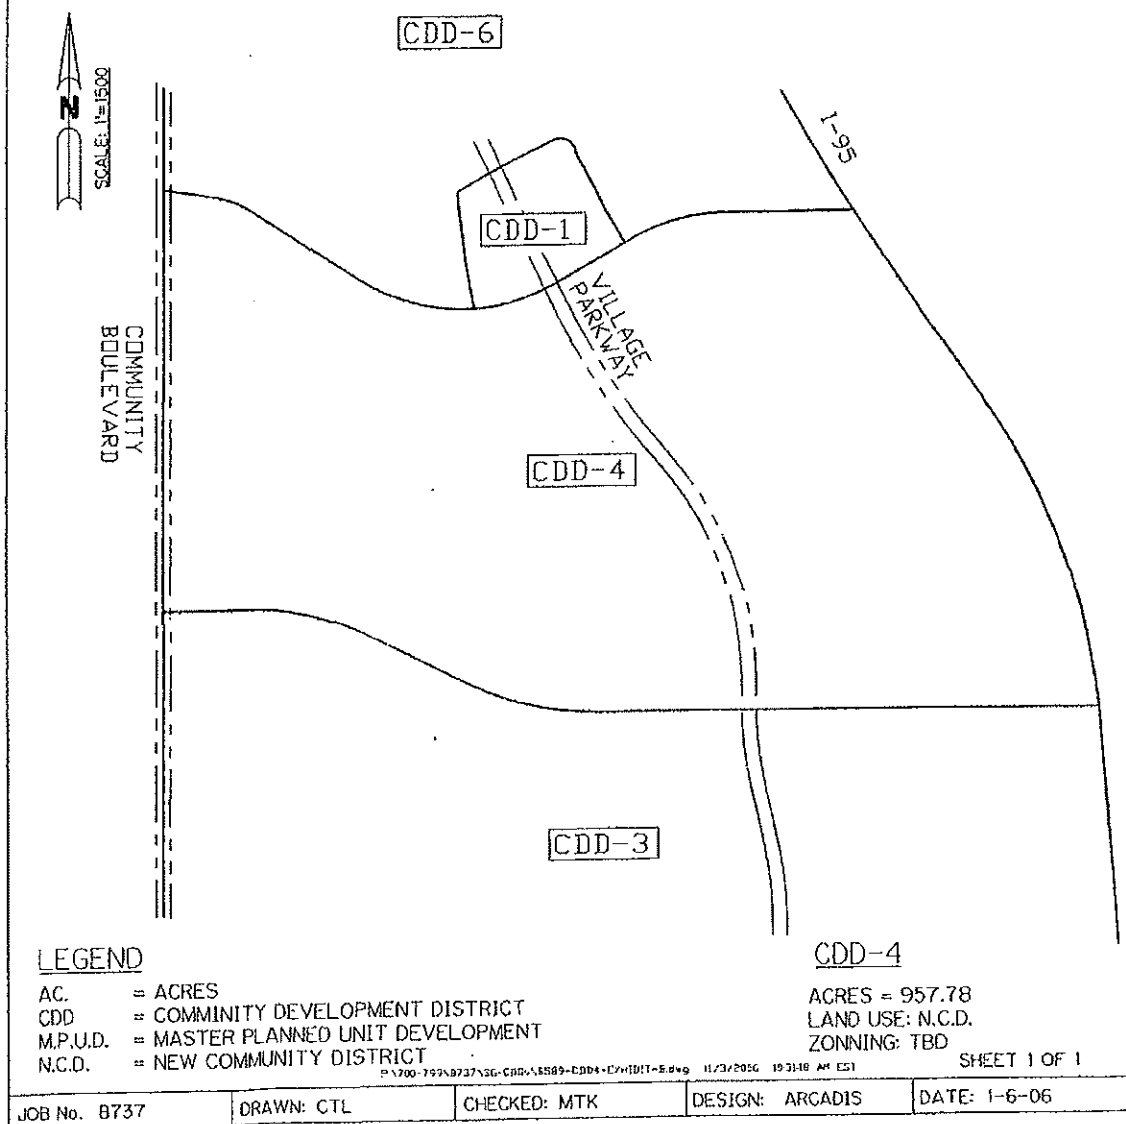 CDD-6
N
SCALE: 1"=1500
I-95
CDD-1
VILLAGE
PARKWAY
COMMUNITY
BOULEVARD
CDD-4
CDD-3
LEGEND
AC. = ACRES
CDD = COMMINITY DEVELOPMENT DISTRICT
M.P.U.D. = MASTER PLANNED UNIT DEVELOPMENT
N.C.D. = NEW COMMUNITY DISTRICT
CDD-4
ACRES = 957.78
LAND USE: N.C.D.
ZONNING: TBD
SHEET 1 OF 1
JOB No. 8737
DRAWN: CTL
CHECKED: MTK
DESIGN: ARCADIS
DATE: 1-6-06